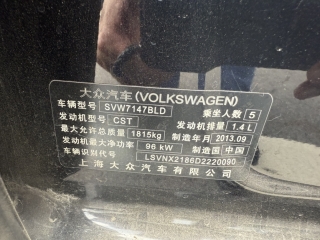 大众汽车(VOLKSWAGEN)
车辆型号 SVW7147BLD 乘坐人数 5
发动机型号 CST 发动机排量 1.4 L
最大允许总质量 1815kg 制造年月 2013.09
发动机最大净功率 96 kW 制造国 中国
车辆识别代号 LSVNX2186D2220090
上海大众汽车有限公司